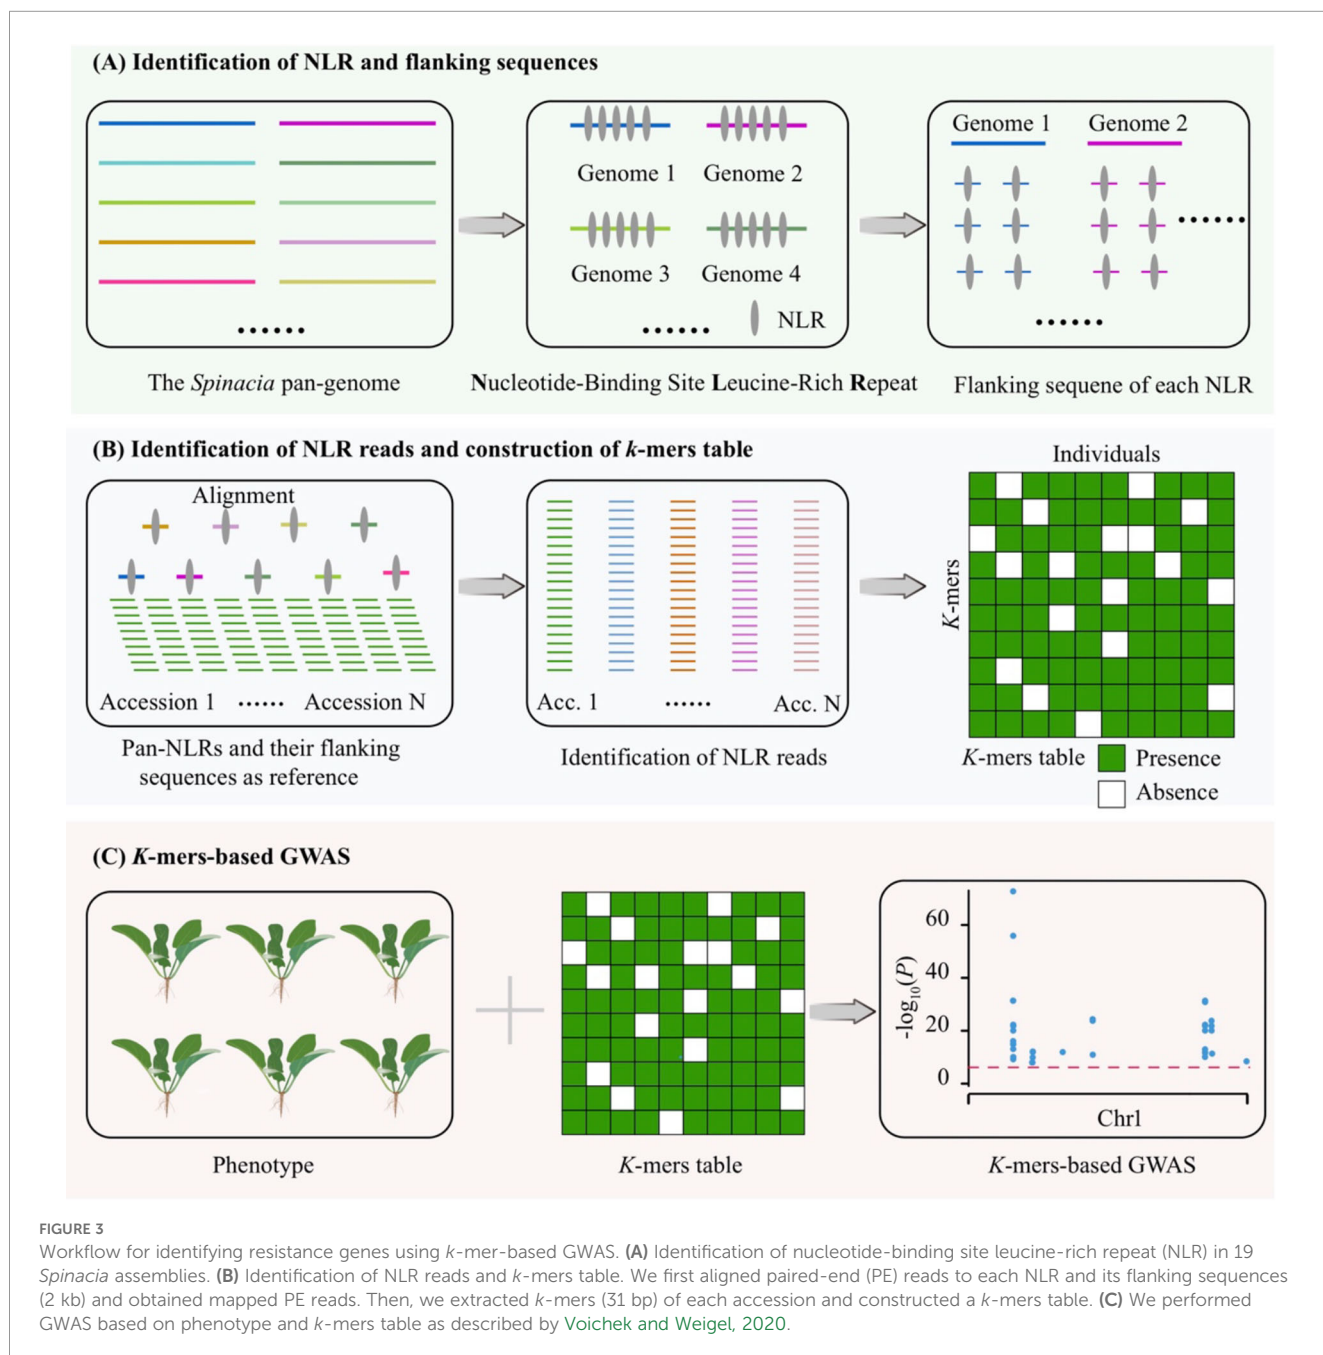 (A) Identification of NLR and flanking sequences
Genome 1 Genome 2
Genome 3 Genome 4
...... NLR
Genome 1 Genome 2
......
......
......
The Spinacia pan-genome
Nucleotide-Binding Site Leucine-Rich Repeat
Flanking sequene of each NLR
(B) Identification of NLR reads and construction of k-mers table
Alignment
Accession 1 ...... Accession N
Pan-NLRs and their flanking
sequences as reference
Acc. 1 ...... Acc. N
Identification of NLR reads
Individuals
K-mers
K-mers table
Presence
Absence
(C) K-mers-based GWAS
Phenotype
K-mers table
-log10(P)
60
40
20
0
Chr1
K-mers-based GWAS
FIGURE 3
Workflow for identifying resistance genes using k-mer-based GWAS. (A) Identification of nucleotide-binding site leucine-rich repeat (NLR) in 19
Spinacia assemblies. (B) Identification of NLR reads and k-mers table. We first aligned paired-end (PE) reads to each NLR and its flanking sequences
(2 kb) and obtained mapped PE reads. Then, we extracted k-mers (31 bp) of each accession and constructed a k-mers table. (C) We performed
GWAS based on phenotype and k-mers table as described by Voichek and Weigel, 2020.